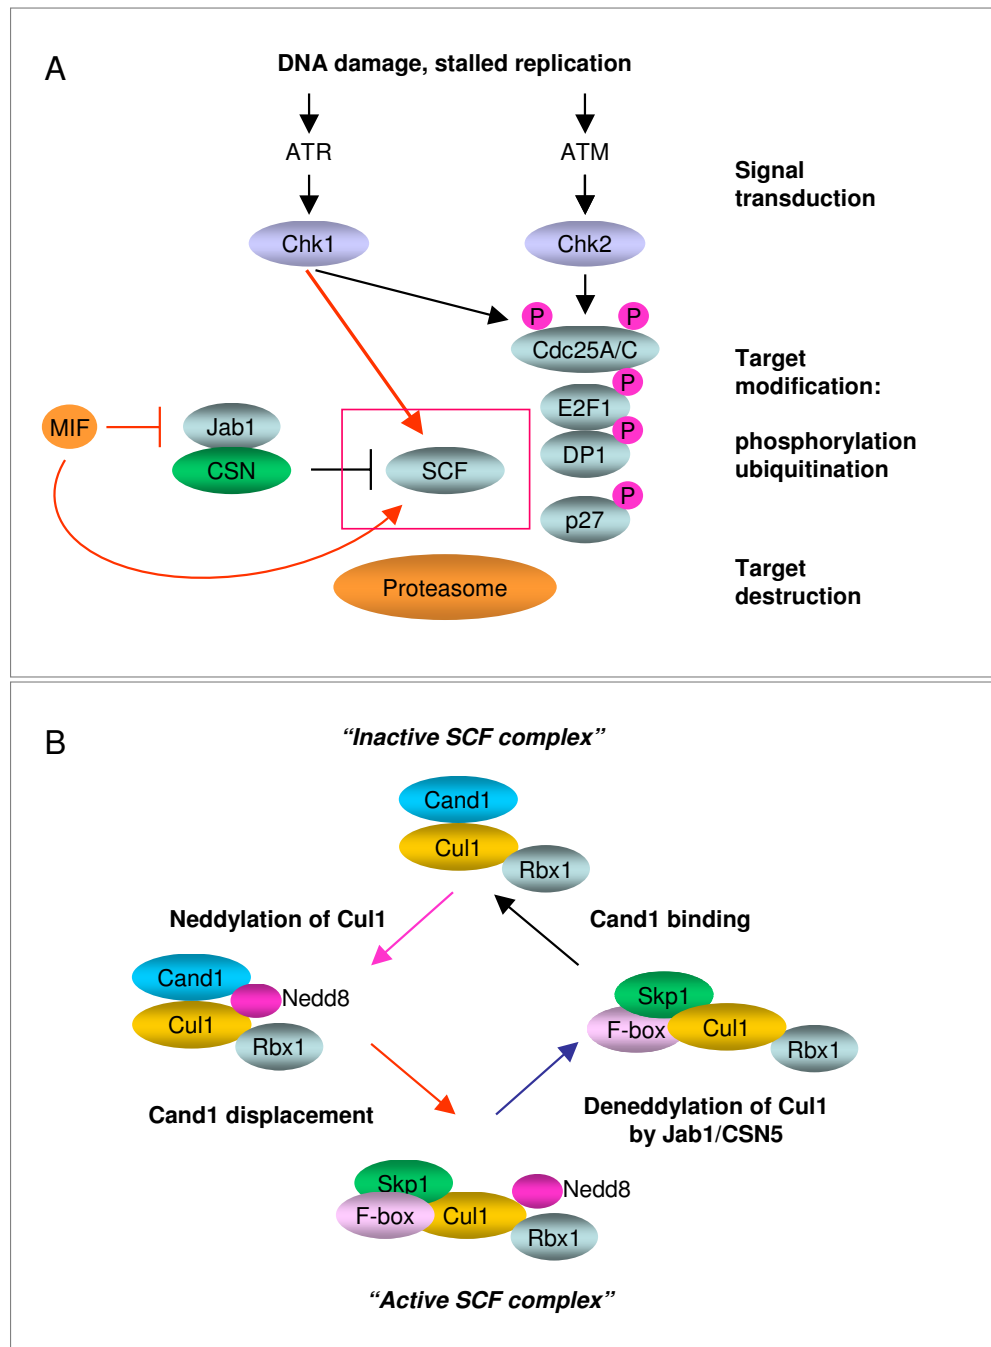 A
DNA damage, stalled replication
ATR
ATM
Signal
transduction
Chk1
Chk2
P
P
Cdc25A/C
Target
modification:
P
E2F1
MIF
Jab1
P
phosphorylation
DP1
ubiquitination
CSN
SCF
P
p27
Proteasome
Target
destruction
B
“Inactive SCF complex”
Cand1
Cul1
Rbx1
Neddylation of Cul1
Cand1 binding
Cand1
Nedd8
Cul1
Rbx1
Skp1
F-box
Cul1
Rbx1
Cand1 displacement
Deneddylation of Cul1
by Jab1/CSN5
Skp1
Nedd8
F-box
Cul1
Rbx1
“Active SCF complex”